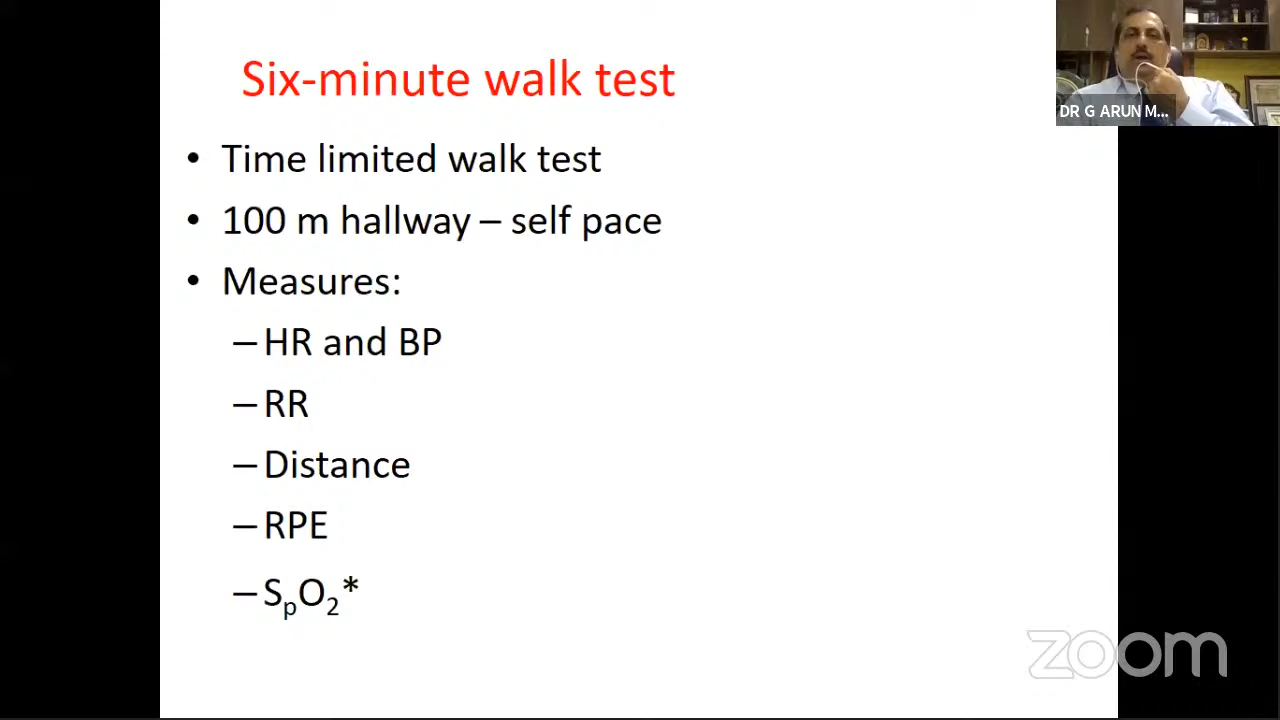 Six-minute walk test
• Time limited walk test
• 100 m hallway – self pace
• Measures:
–HR and BP
–RR
–Distance
–RPE
–SpO2*
DR G ARUN M...
zoom